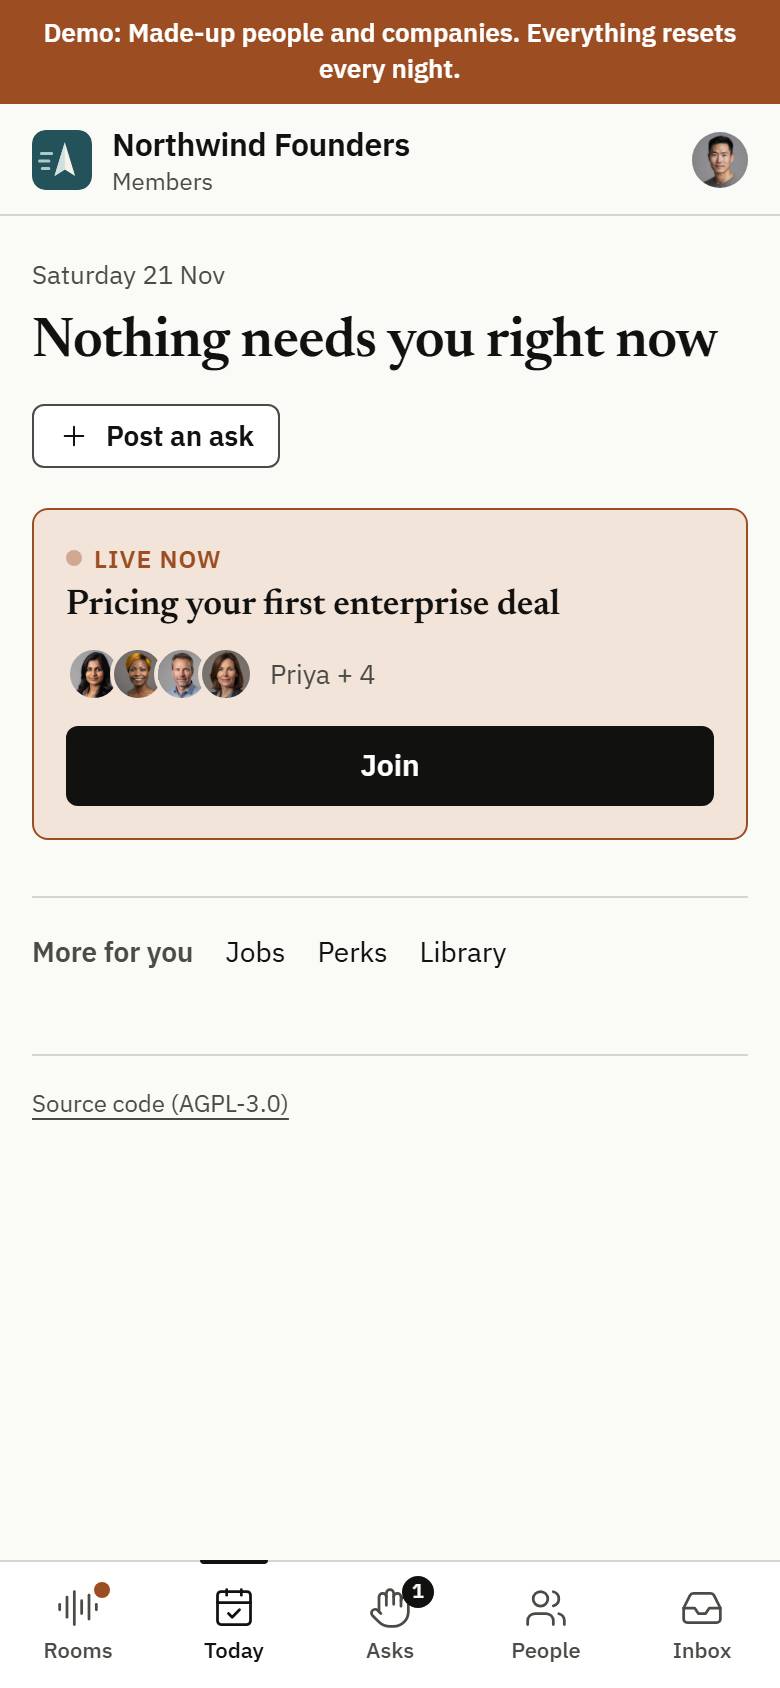 Demo: Made-up people and companies. Everything resets
every night.
Northwind Founders
Members
Saturday 21 Nov
Nothing needs you right now
Post an ask
LIVE NOW
Pricing your first enterprise deal
Priya + 4
Join
More for you Jobs Perks Library
Source code (AGPL-3.0)
1
Rooms Today Asks People Inbox